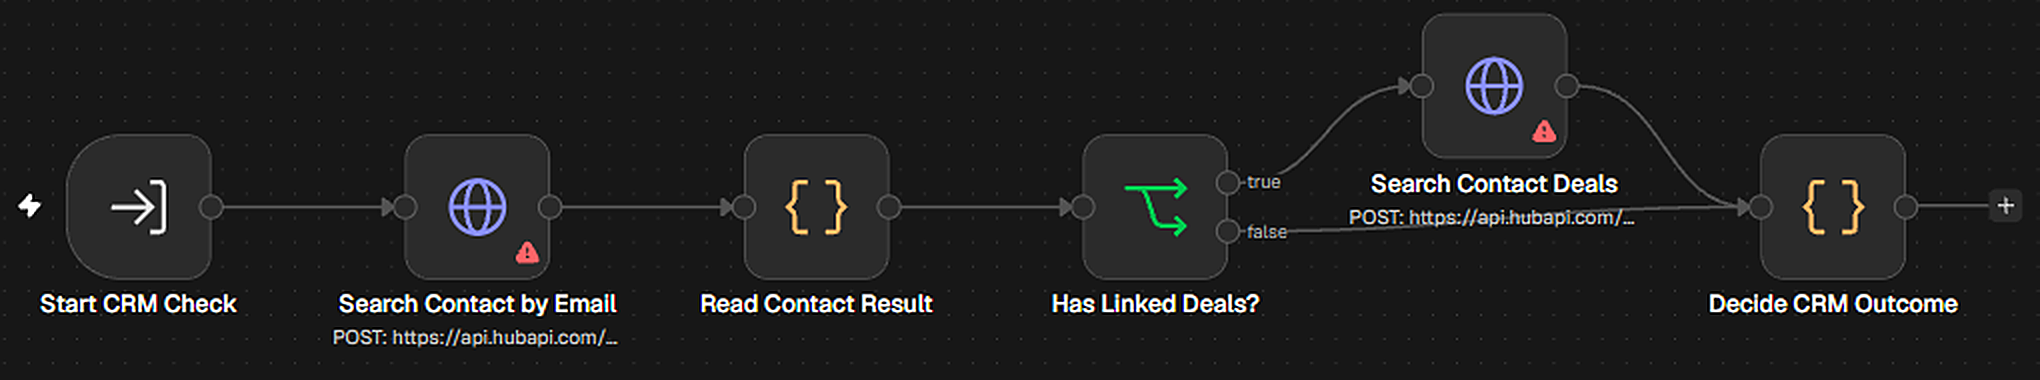 Start CRM Check
Search Contact by Email
POST: https://api.hubapi.com/...
Read Contact Result
Has Linked Deals?
true
false
Search Contact Deals
POST: https://api.hubapi.com/...
Decide CRM Outcome